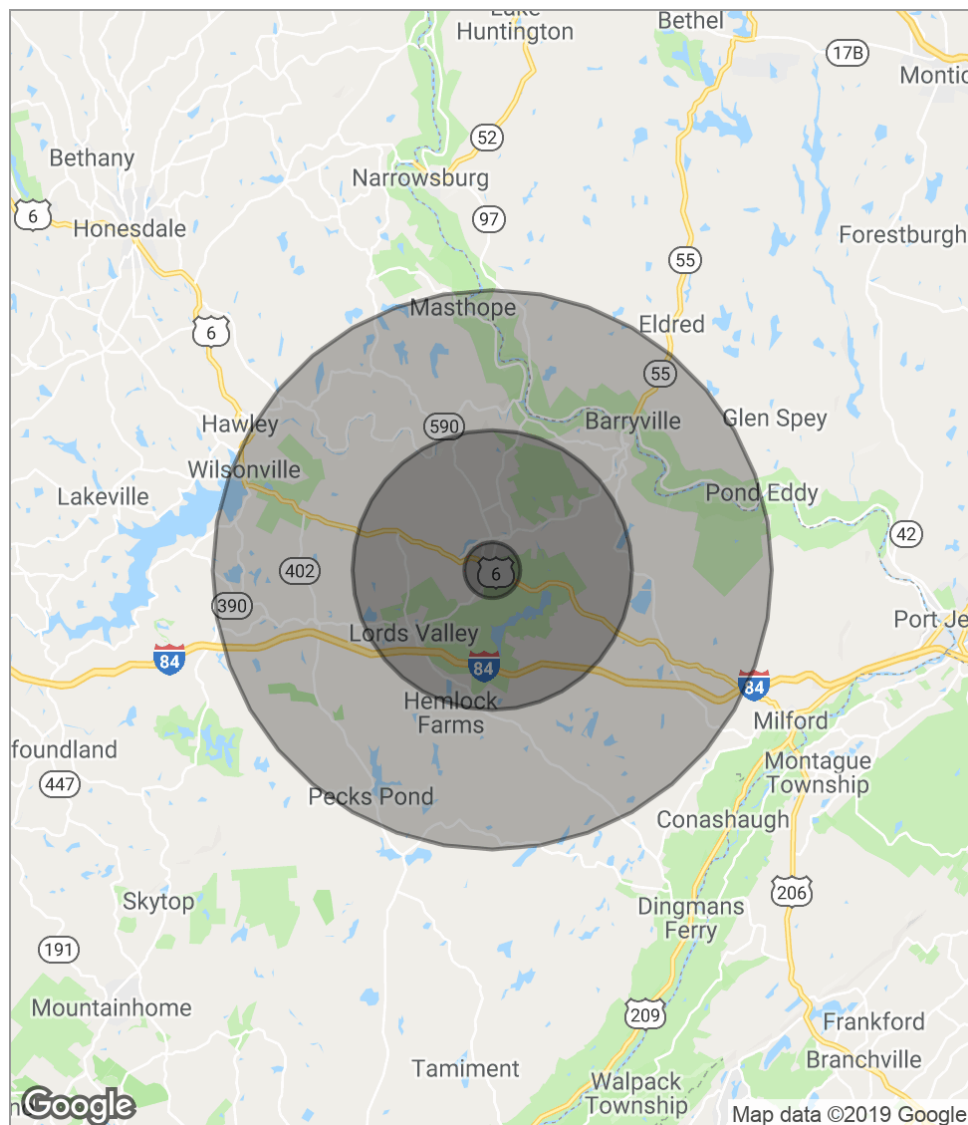 Lake
Huntington
Bethel
17B
Montic
52
Bethany
Narrowsburg
6
97
Honesdale
Forestburgh
55
Masthope
Eldred
6
55
Hawley
590
Barryville
Glen Spey
Wilsonville
Lakeville
Pond Eddy
42
402
6
390
Port Je
Lords Valley
84
84
84
Hemlock
Farms
Milford
foundland
Montague
Township
447
Pecks Pond
Conashaugh
206
Skytop
Dingmans
Ferry
191
Mountainhome
209
Frankford
Branchville
Tamiment
Walpack
Township
Google
Map data ©2019 Google